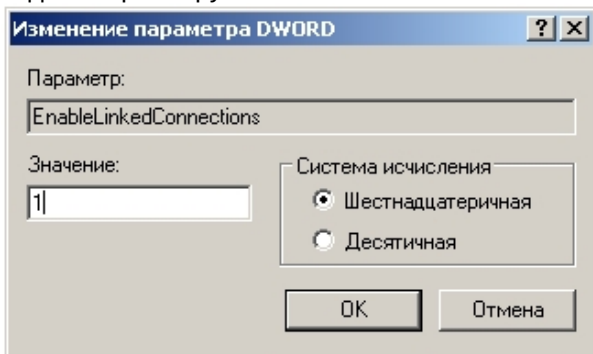 Изменение параметра DWORD
Параметр:
EnableLinkedConnections
Значение:
1
Система исчисления
Шестнадцатеричная
Десятичная
OK
Отмена